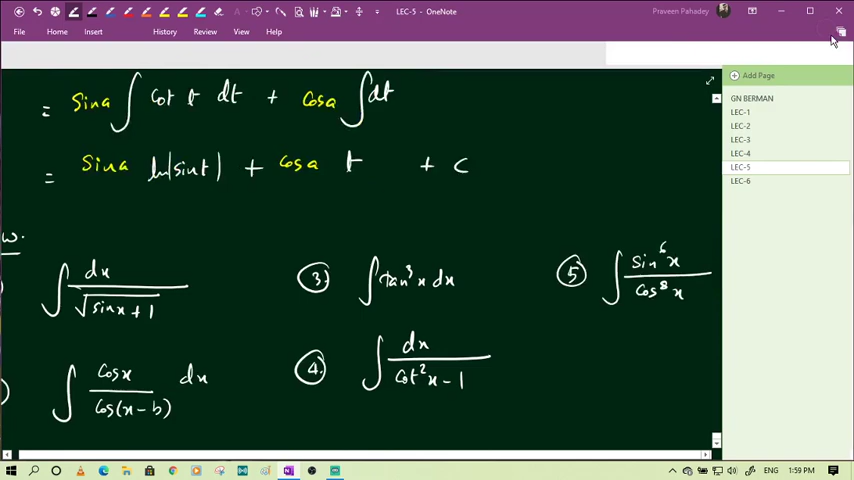 LEC-5 - OneNote
Praveen Pahadey
File Home Insert History Review View Help
Add Page
GN BERMAN
LEC-1
LEC-2
LEC-3
LEC-4
LEC-5
LEC-6
= Sina ∫ Cot t dt + Cosa ∫ dt
= Sina ln|sint| + Cosa t + C
W.
∫ dx / √(sinx + 1)
③ ∫ tan³x dx
⑤ ∫ Sin⁶x / Cos⁸x
∫ Cosx / Cos(x-b) dx
④ ∫ dx / Cot²x - 1
ENG 1:59 PM